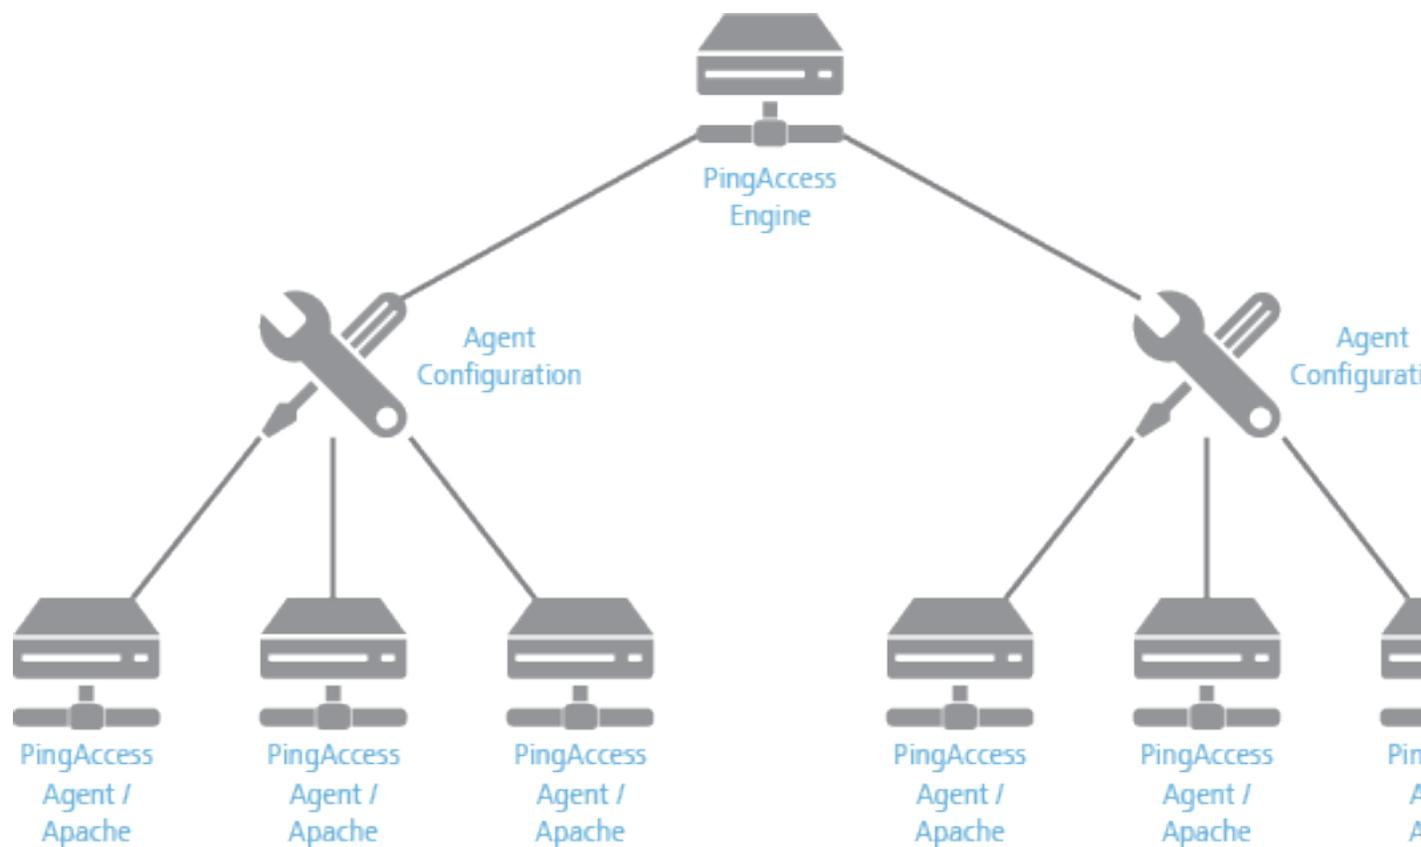 PingAccess
Engine
Agent
Configuration
Agent
PingAccess
Agent /
Apache
PingAccess
Agent /
Apache
PingAccess
Agent /
Apache
PingAccess
Agent /
Apache
PingAccess
Agent /
Apache